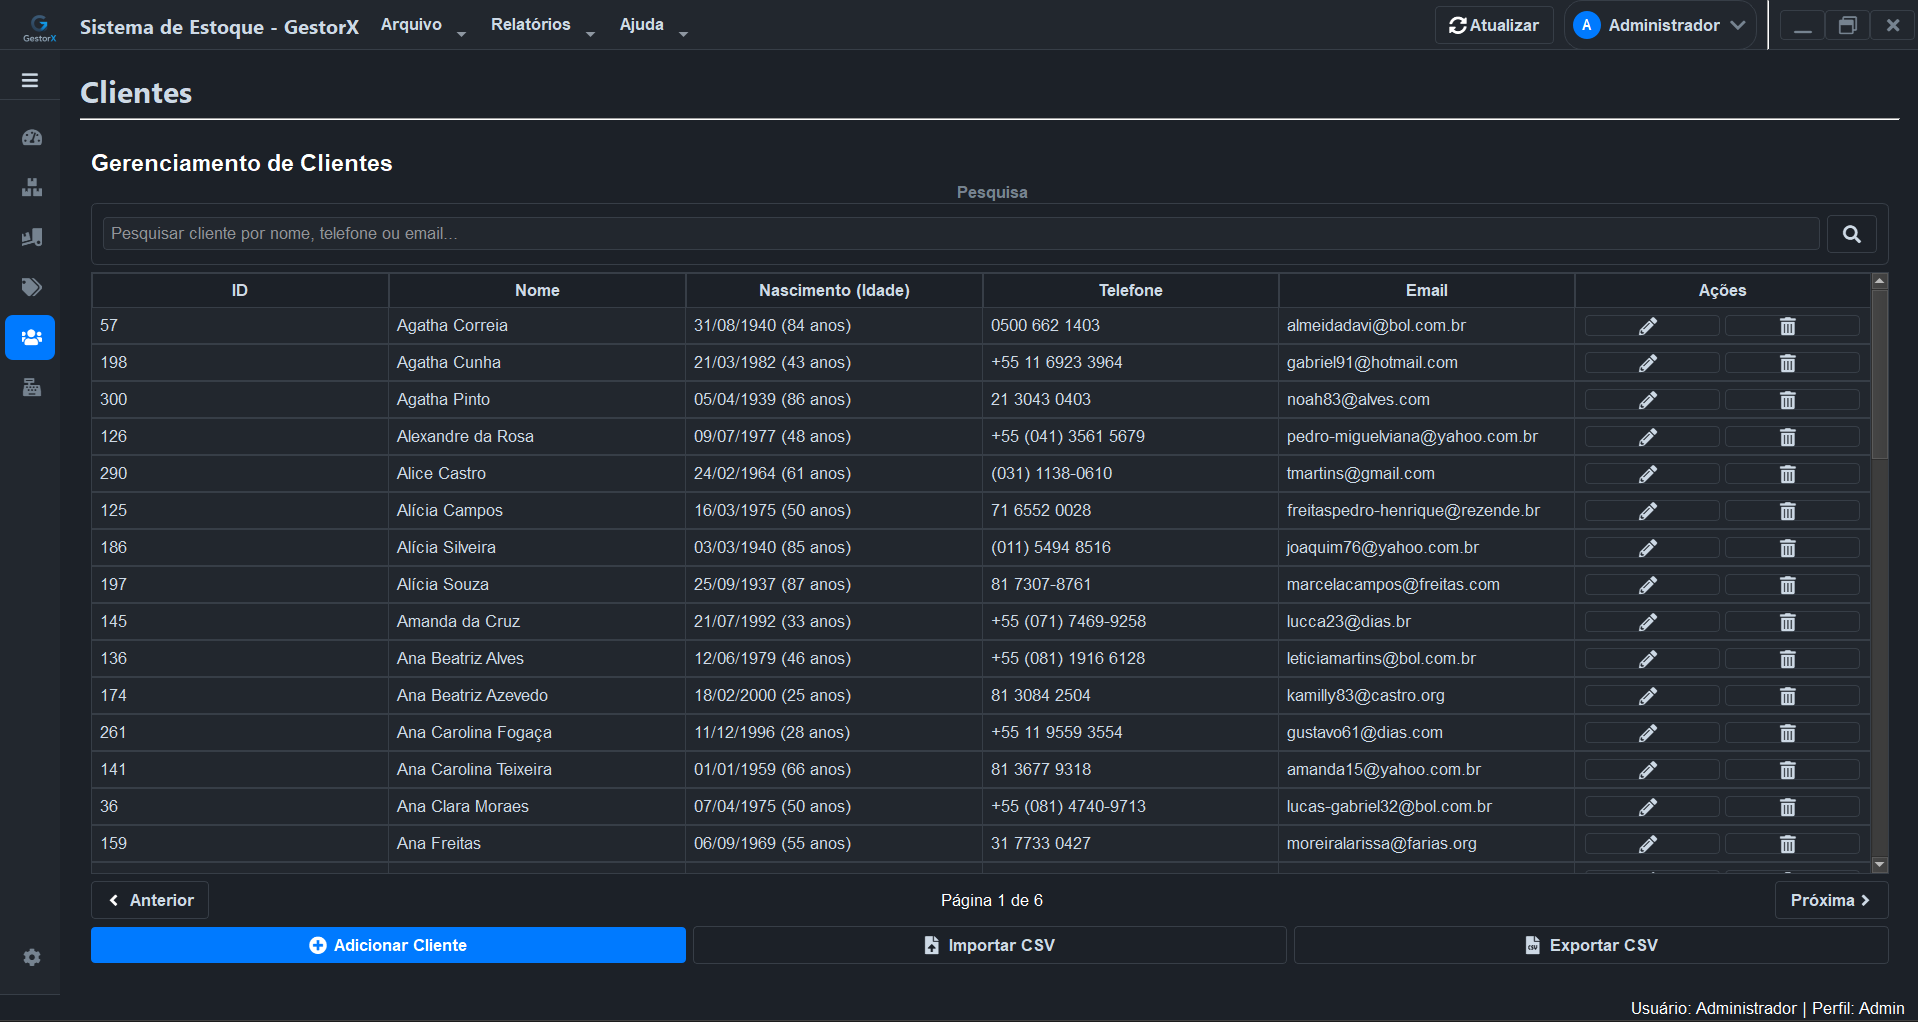 GestorX
Sistema de Estoque - GestorX
Arquivo
Relatórios
Ajuda
Atualizar
A
Administrador
Clientes
Gerenciamento de Clientes
Pesquisa
Pesquisar cliente por nome, telefone ou email...
ID Nome Nascimento (Idade) Telefone Email Ações
57 Agatha Correia 31/08/1940 (84 anos) 0500 662 1403 almeidadavi@bol.com.br
198 Agatha Cunha 21/03/1982 (43 anos) +55 11 6923 3964 gabriel91@hotmail.com
300 Agatha Pinto 05/04/1939 (86 anos) 21 3043 0403 noah83@alves.com
126 Alexandre da Rosa 09/07/1977 (48 anos) +55 (041) 3561 5679 pedro-miguelviana@yahoo.com.br
290 Alice Castro 24/02/1964 (61 anos) (031) 1138-0610 tmartins@gmail.com
125 Alícia Campos 16/03/1975 (50 anos) 71 6552 0028 freitaspedro-henrique@rezende.br
186 Alícia Silveira 03/03/1940 (85 anos) (011) 5494 8516 joaquim76@yahoo.com.br
197 Alícia Souza 25/09/1937 (87 anos) 81 7307-8761 marcelacampos@freitas.com
145 Amanda da Cruz 21/07/1992 (33 anos) +55 (071) 7469-9258 lucca23@dias.br
136 Ana Beatriz Alves 12/06/1979 (46 anos) +55 (081) 1916 6128 leticiamartins@bol.com.br
174 Ana Beatriz Azevedo 18/02/2000 (25 anos) 81 3084 2504 kamilly83@castro.org
261 Ana Carolina Fogaça 11/12/1996 (28 anos) +55 11 9559 3554 gustavo61@dias.com
141 Ana Carolina Teixeira 01/01/1959 (66 anos) 81 3677 9318 amanda15@yahoo.com.br
36 Ana Clara Moraes 07/04/1975 (50 anos) +55 (081) 4740-9713 lucas-gabriel32@bol.com.br
159 Ana Freitas 06/09/1969 (55 anos) 31 7733 0427 moreiralarissa@farias.org
Anterior
Página 1 de 6
Próxima
Adicionar Cliente
Importar CSV
Exportar CSV
Usuário: Administrador | Perfil: Admin